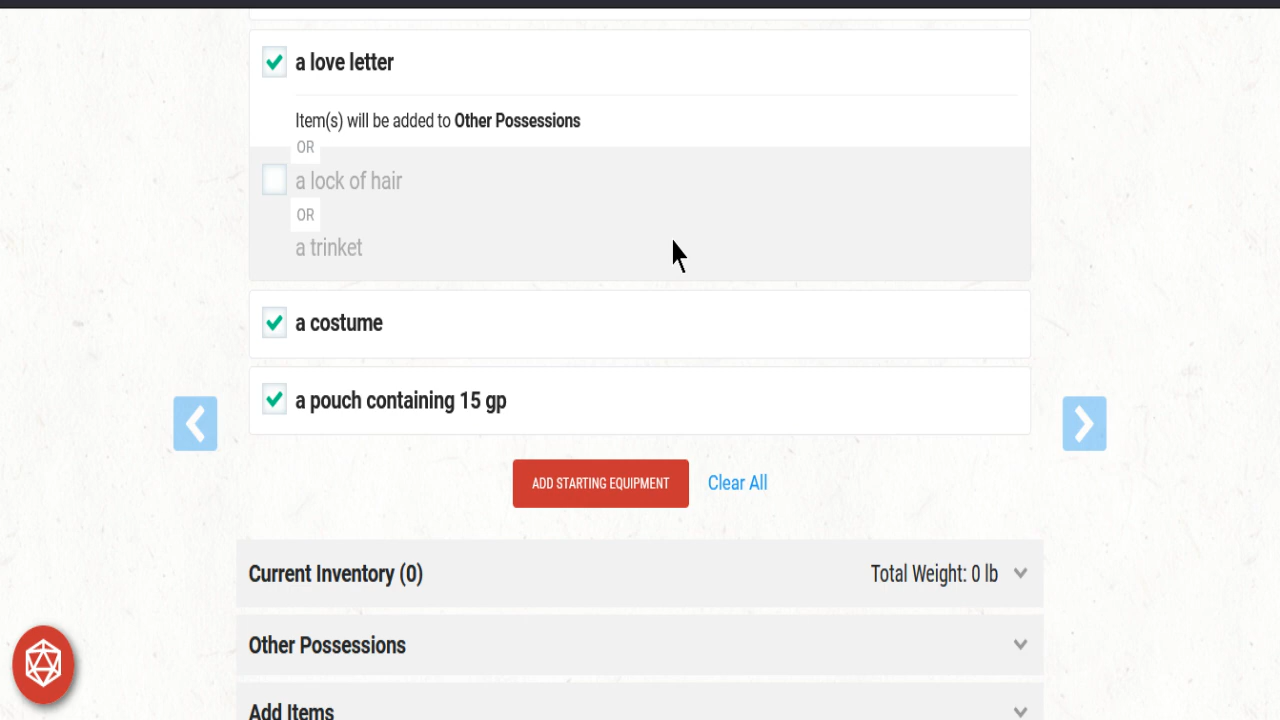 a love letter
Item(s) will be added to Other Possessions
OR
a lock of hair
OR
a trinket
a costume
a pouch containing 15 gp
ADD STARTING EQUIPMENT Clear All
Current Inventory (0) Total Weight: 0 lb
Other Possessions
Add Items